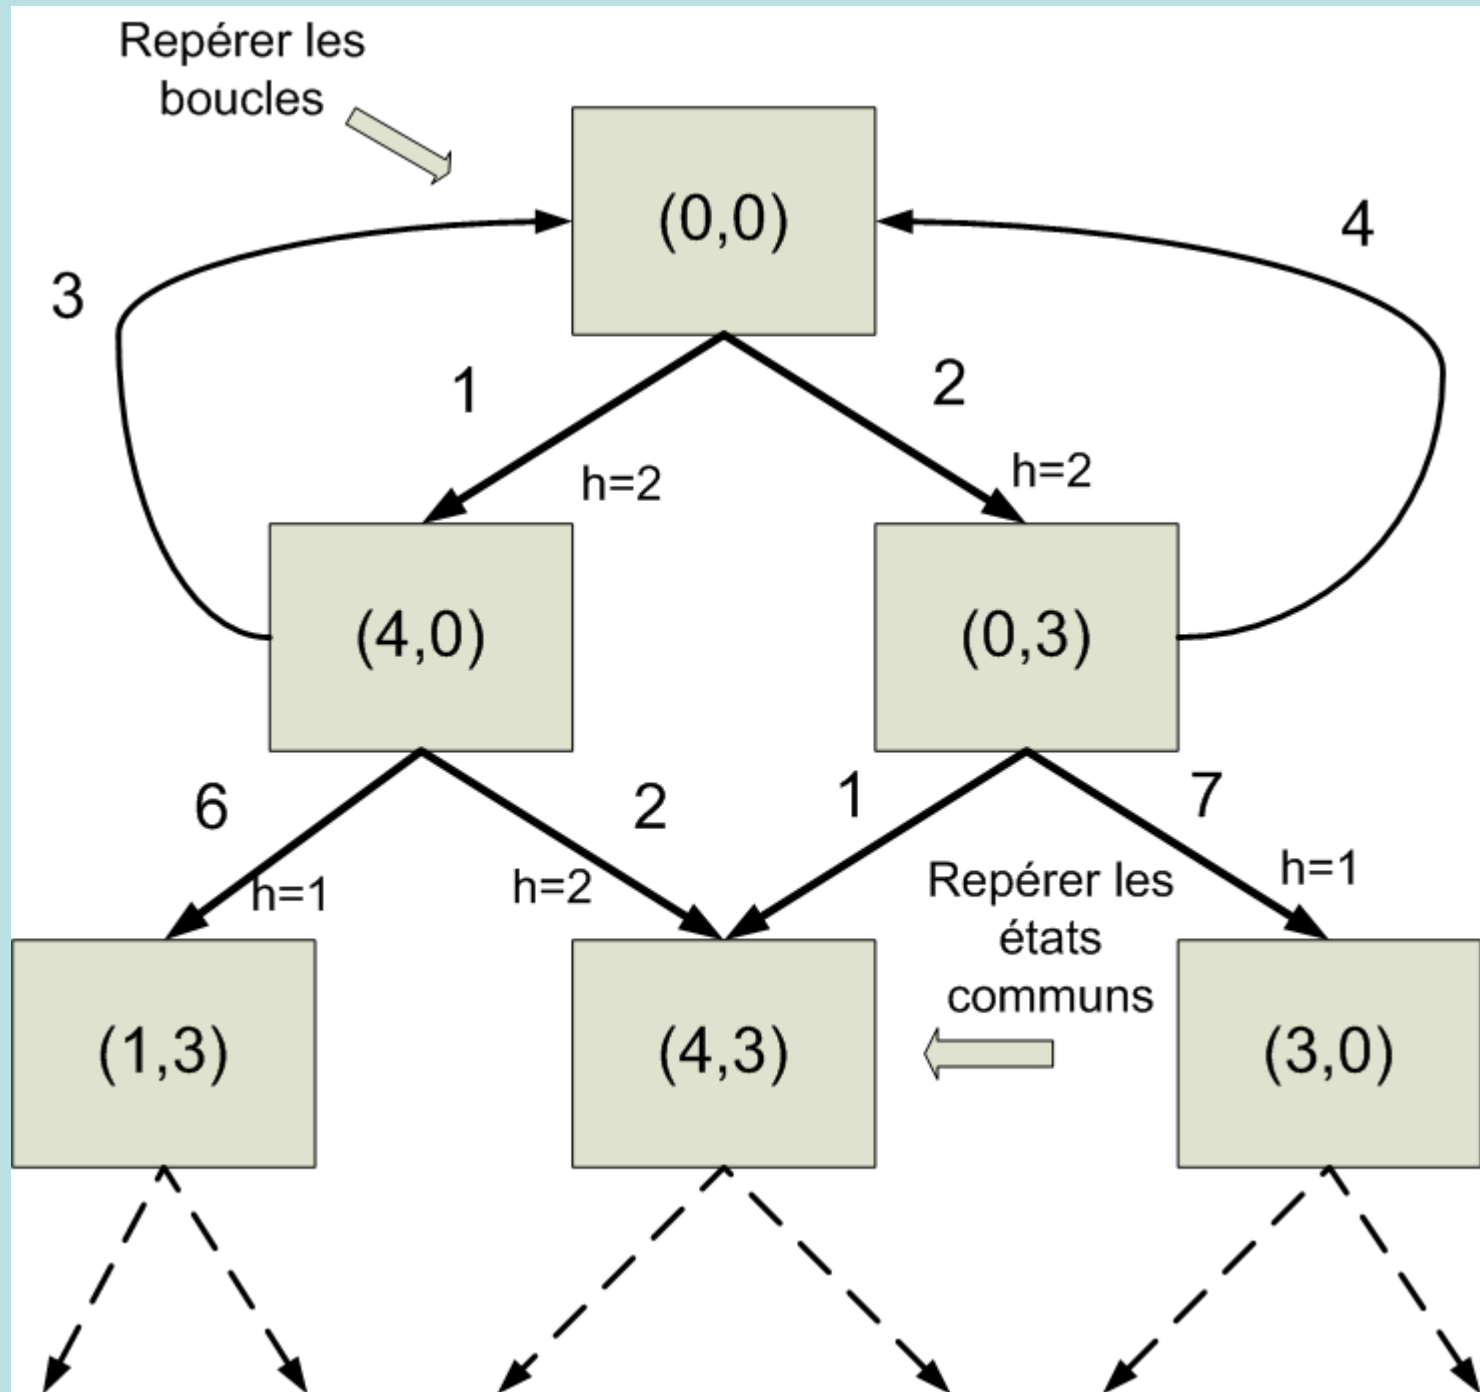 Repérer les
boucles
(0,0)
4
3
1
2
h=2
h=2
(4,0)
(0,3)
6
2
1
7
h=1
h=2
Repérer les
états
communs
h=1
(1,3)
(4,3)
(3,0)